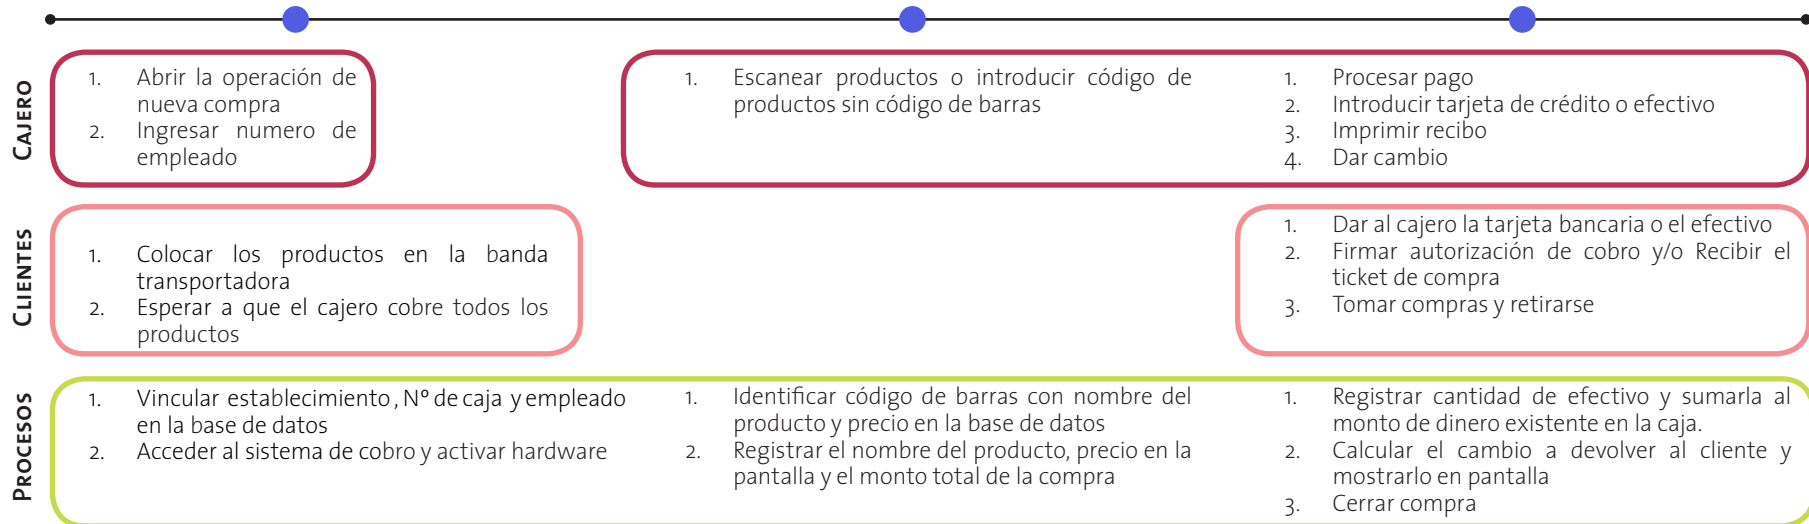 CAJERO
1. Abrir la operación de
nueva compra
2. Ingresar numero de
empleado
1. Escanear productos o introducir código de
productos sin código de barras
1. Procesar pago
2. Introducir tarjeta de crédito o efectivo
3. Imprimir recibo
4. Dar cambio
CLIENTES
1. Colocar los productos en la banda
transportadora
2. Esperar a que el cajero cobre todos los
productos
1. Dar al cajero la tarjeta bancaria o el efectivo
2. Firmar autorización de cobro y/o Recibir el
ticket de compra
3. Tomar compras y retirarse
PROCESOS
1. Vincular establecimiento , Nº de caja y empleado
en la base de datos
2. Acceder al sistema de cobro y activar hardware
1. Identificar código de barras con nombre del
producto y precio en la base de datos
2. Registrar el nombre del producto, precio en la
pantalla y el monto total de la compra
1. Registrar cantidad de efectivo y sumarla al
monto de dinero existente en la caja.
2. Calcular el cambio a devolver al cliente y
mostrarlo en pantalla
3. Cerrar compra